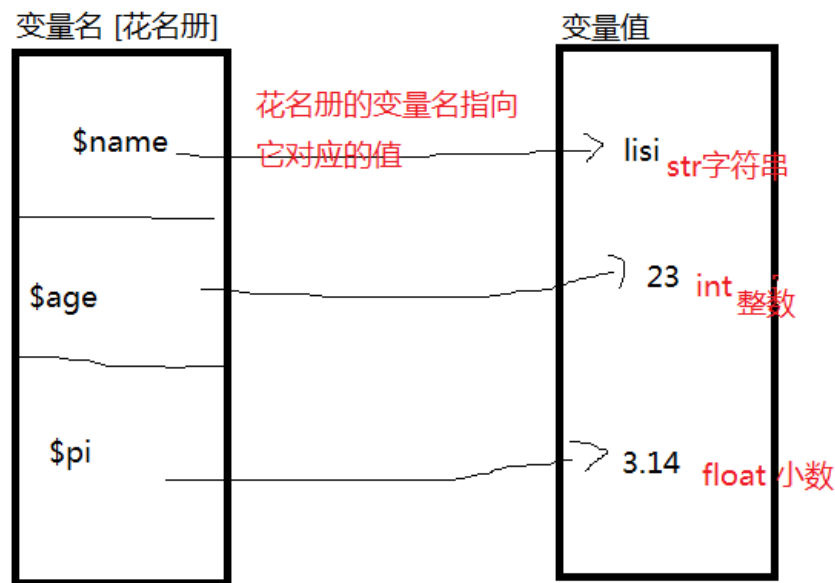 变量名 [花名册]
变量值
花名册的变量名指向
它对应的值
$name
lisi
str字符串
$age
23
int
整数
$pi
3.14
float 小数